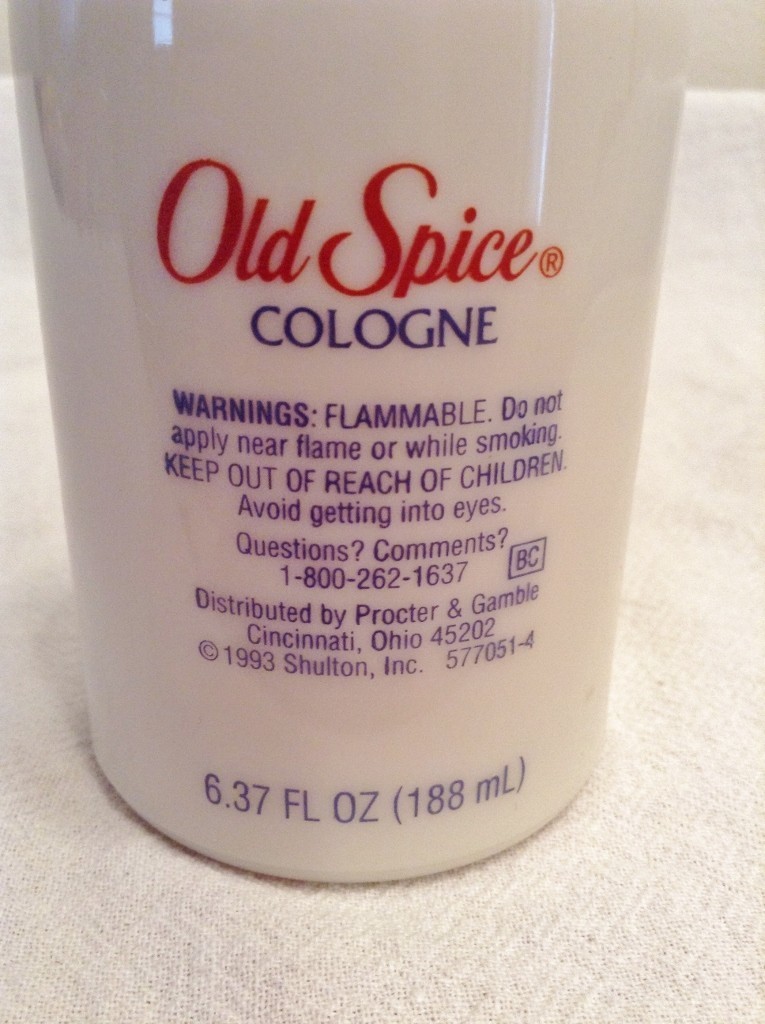 Old Spice®
COLOGNE
WARNINGS: FLAMMABLE. Do not
apply near flame or while smoking.
KEEP OUT OF REACH OF CHILDREN.
Avoid getting into eyes.
Questions? Comments?
1-800-262-1637 BC
Distributed by Procter & Gamble
Cincinnati, Ohio 45202
©1993 Shulton, Inc. 577051-4
6.37 FL OZ (188 mL)